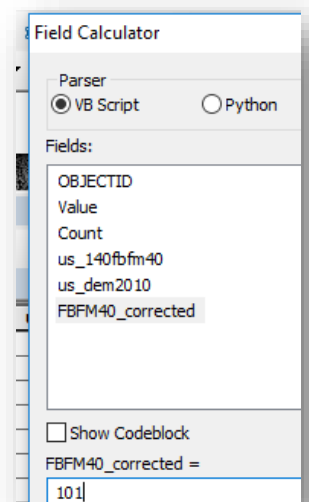 Field Calculator
Parser
VB Script Python
Fields:
OBJECTID
Value
Count
us_140fbfm40
us_dem2010
FBFM40_corrected
Show Codeblock
FBFM40_corrected =
101